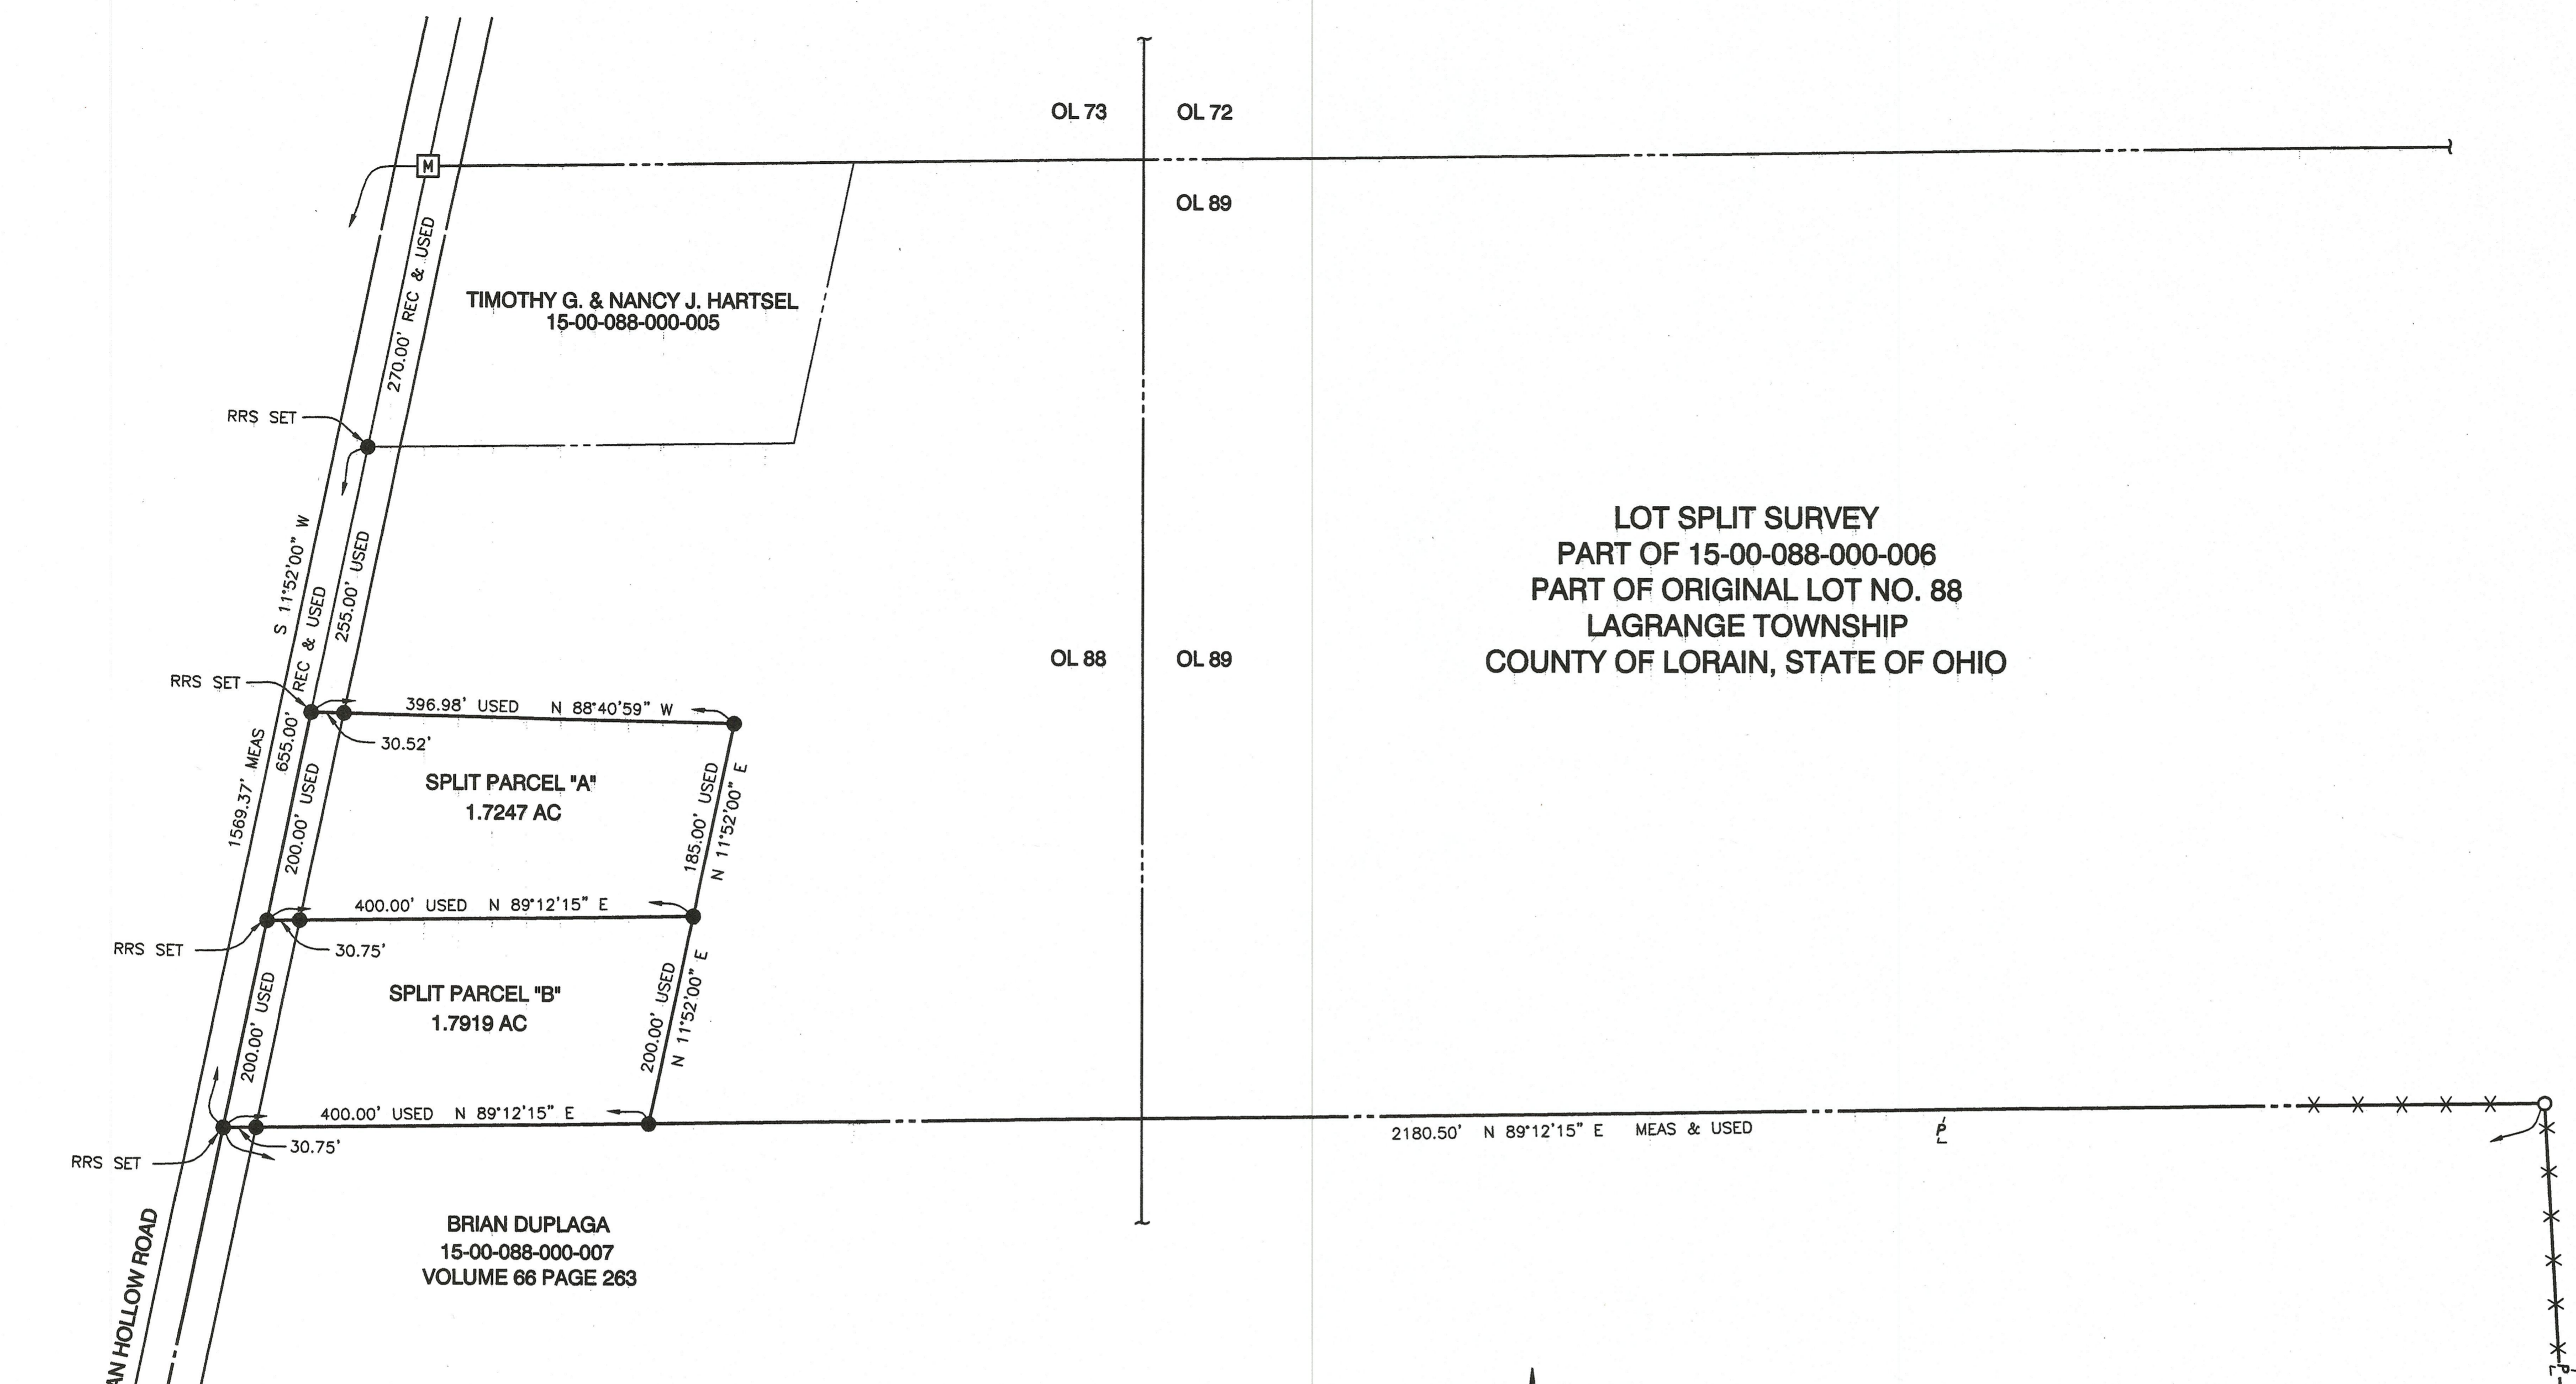 OL 73
OL 72
M
OL 89
270.00' REC & USED
TIMOTHY G. & NANCY J. HARTSEL
15-00-088-000-005
RRS SET
S 11°52'00" W
255.00' USED
LOT SPLIT SURVEY
PART OF 15-00-088-000-006
PART OF ORIGINAL LOT NO. 88
LAGRANGE TOWNSHIP
COUNTY OF LORAIN, STATE OF OHIO
OL 88
OL 89
RRS SET
655.00' REC & USED
1569.37' MEAS
396.98' USED N 88°40'59" W
30.52'
200.00' USED
SPLIT PARCEL "A"
1.7247 AC
185.00' USED
N 11°52'00" E
400.00' USED N 89°12'15" E
RRS SET
30.75'
200.00' USED
SPLIT PARCEL "B"
1.7919 AC
200.00' USED
N 11°52'00" E
400.00' USED N 89°12'15" E
RRS SET
30.75'
2180.50' N 89°12'15" E MEAS & USED
PL
BRIAN DUPLAGA
15-00-088-000-007
VOLUME 66 PAGE 263
AN HOLLOW ROAD
PL